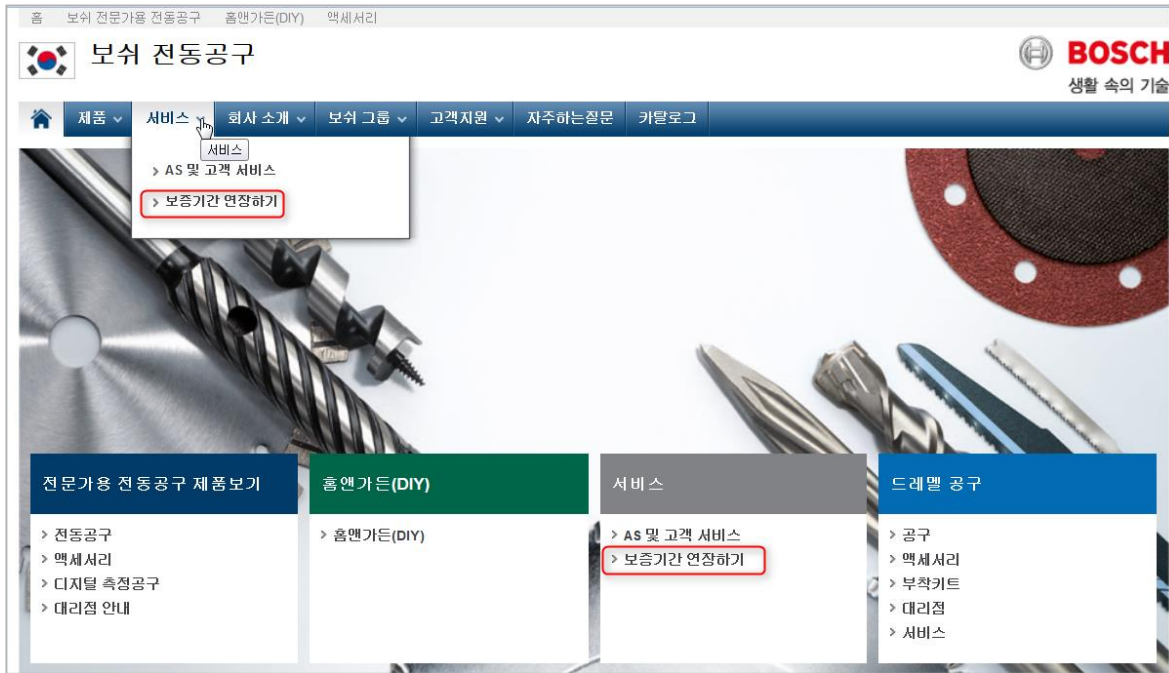 홈 보쉬 전문가용 전동공구 홈앤가든(DIY) 액세서리
보쉬 전동공구
BOSCH
생활 속의 기술
제품 서비스 회사 소개 보쉬 그룹 고객지원 자주하는질문 카탈로그
서비스
AS 및 고객 서비스
보증기간 연장하기
전문가용 전동공구 제품보기
전동공구
액세서리
디지털 측정공구
대리점 안내
홈앤가든(DIY)
홈앤가든(DIY)
서비스
AS 및 고객 서비스
보증기간 연장하기
드레멜 공구
공구
액세서리
부착키트
대리점
서비스